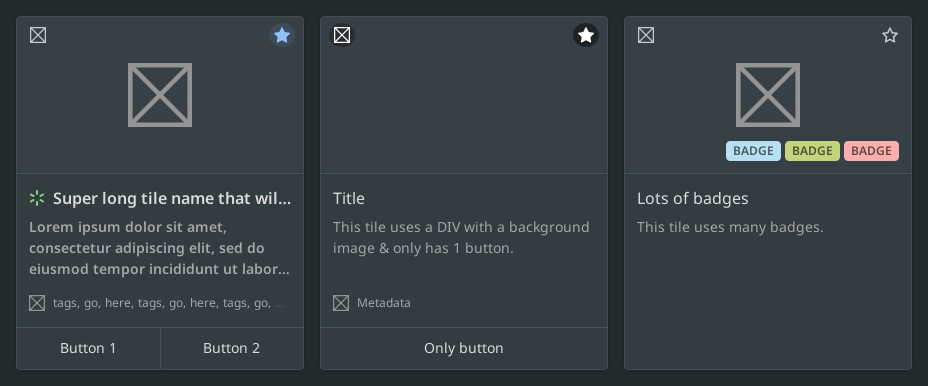 Super long tile name that wil...
Lorem ipsum dolor sit amet,
consectetur adipiscing elit, sed do
eiusmod tempor incididunt ut labor...
tags, go, here, tags, go, here, tags, go, ...
Button 1
Button 2
Title
This tile uses a DIV with a background
image & only has 1 button.
Metadata
Only button
BADGE
BADGE
BADGE
Lots of badges
This tile uses many badges.